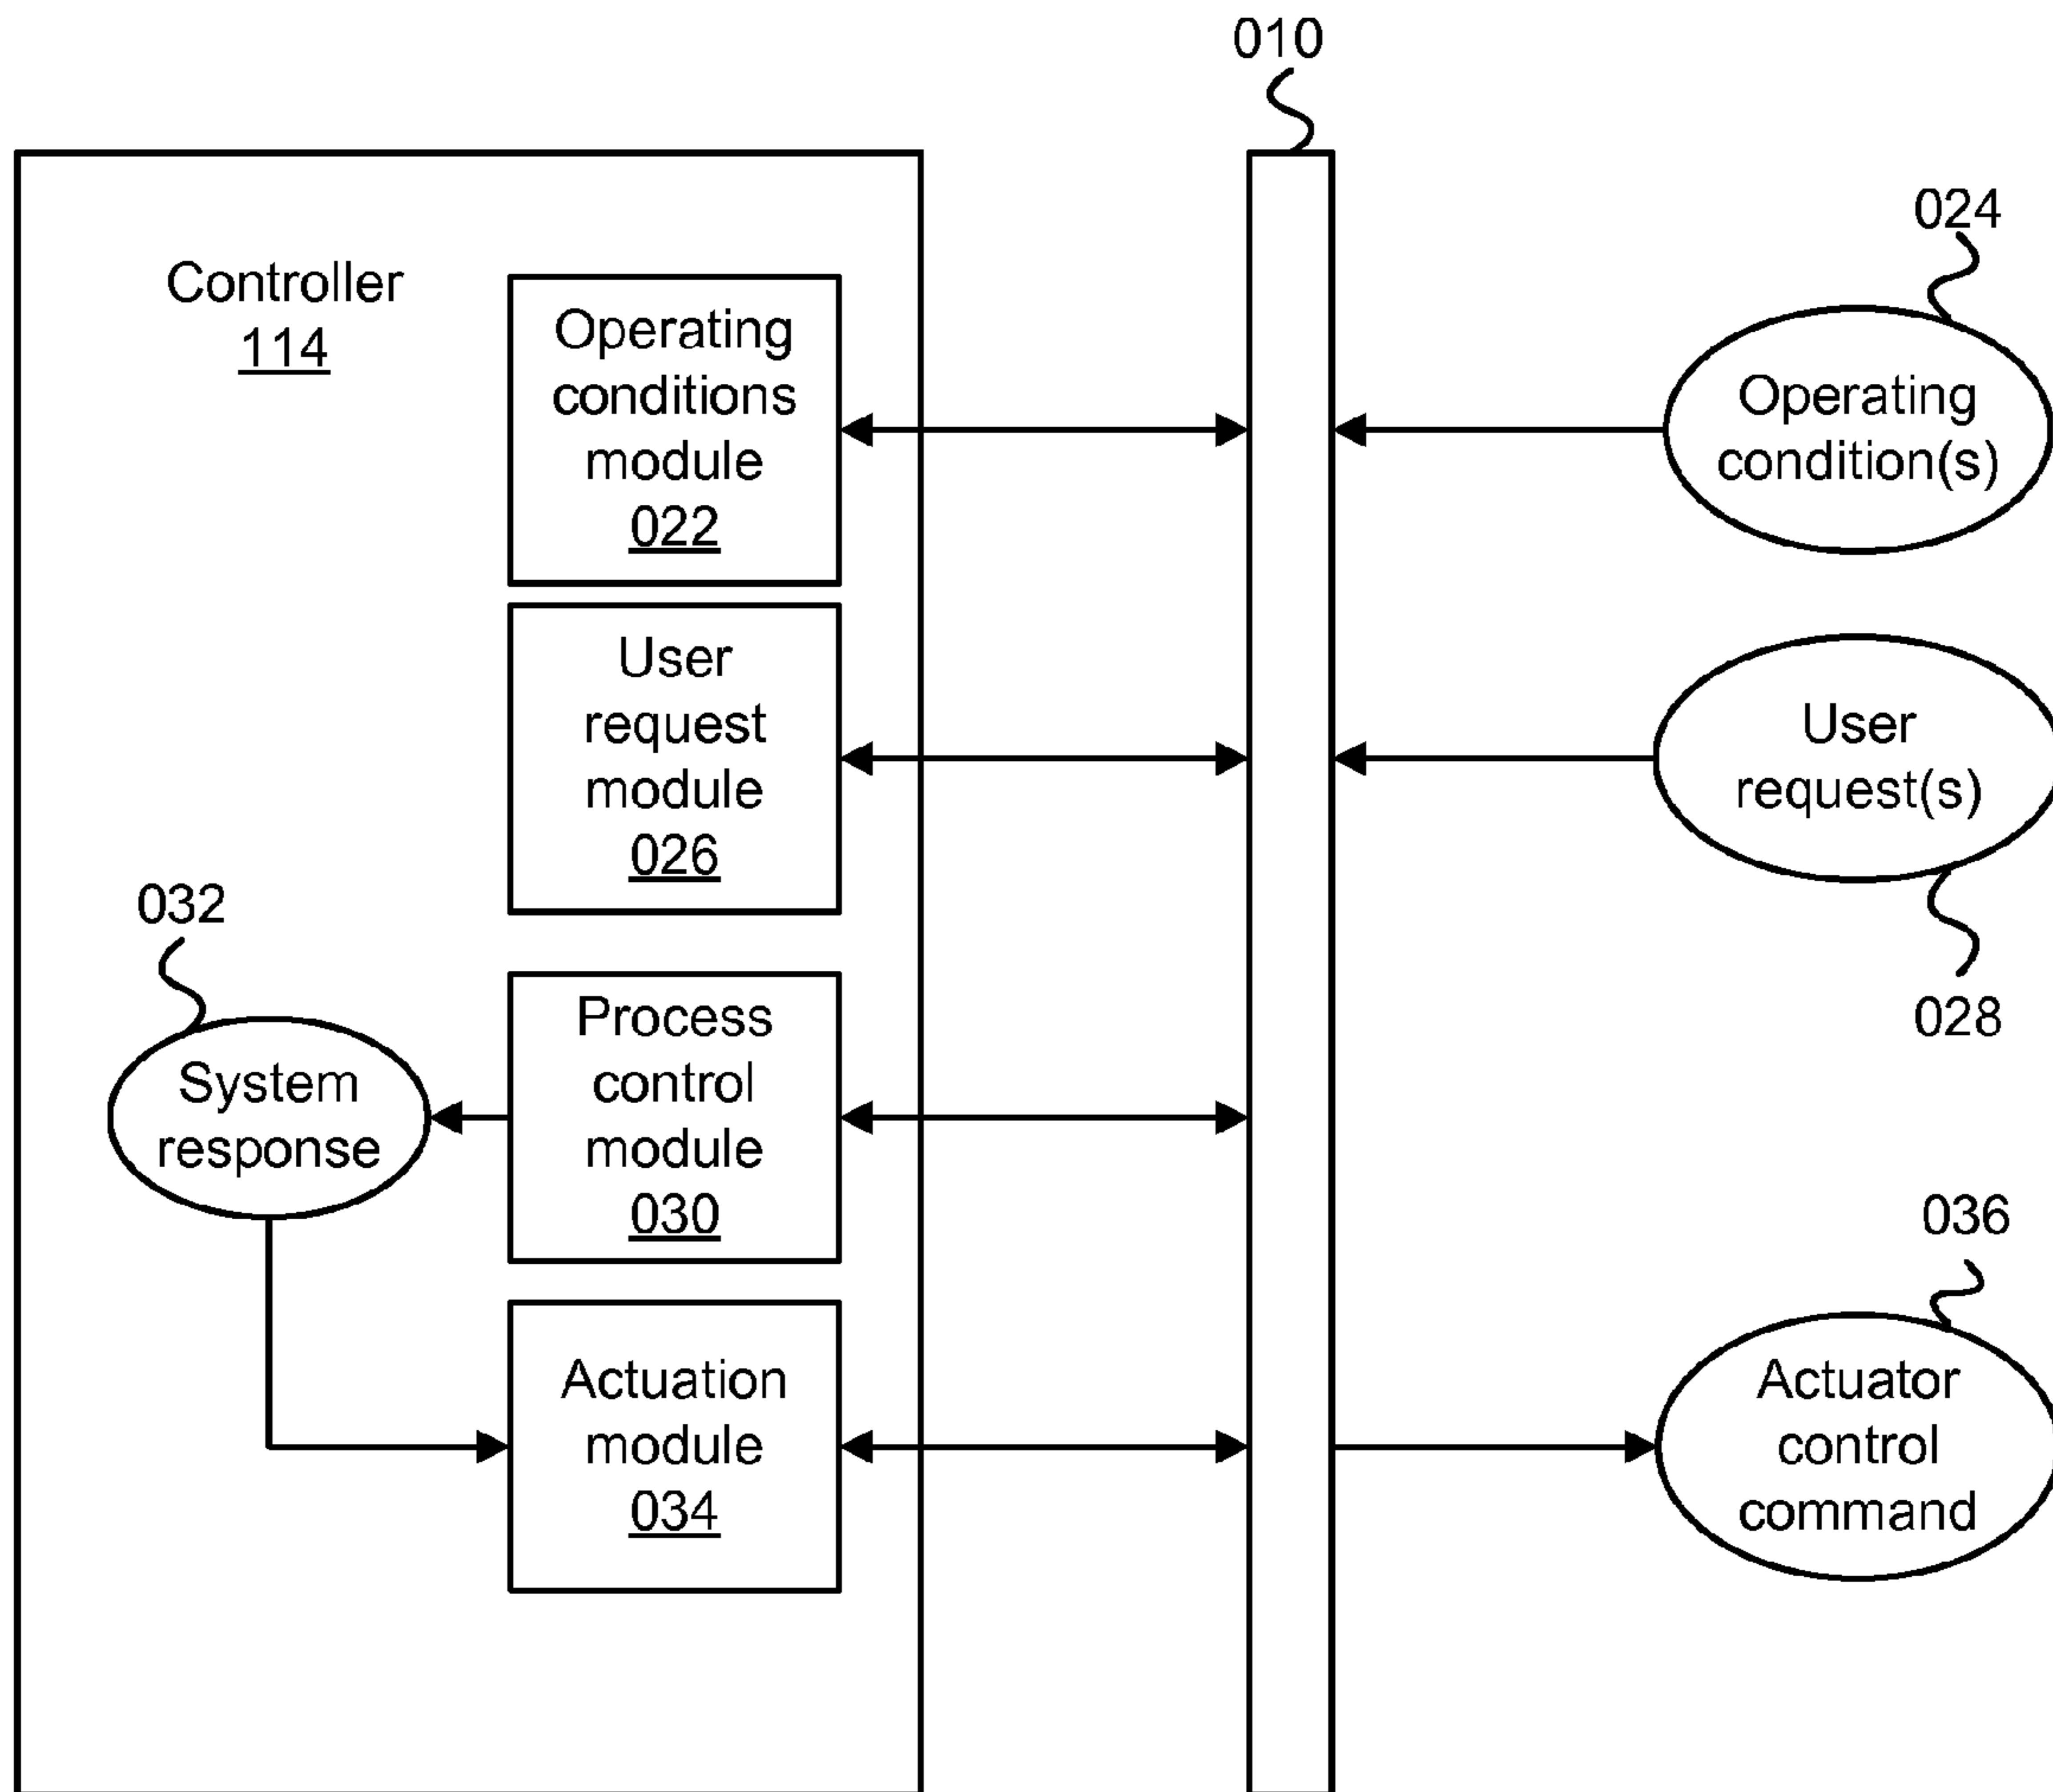 010
Controller
114
Operating
conditions
module
022
024
Operating
condition(s)
User
request
module
026
User
request(s)
028
032
System
response
Process
control
module
030
Actuation
module
034
036
Actuator
control
command